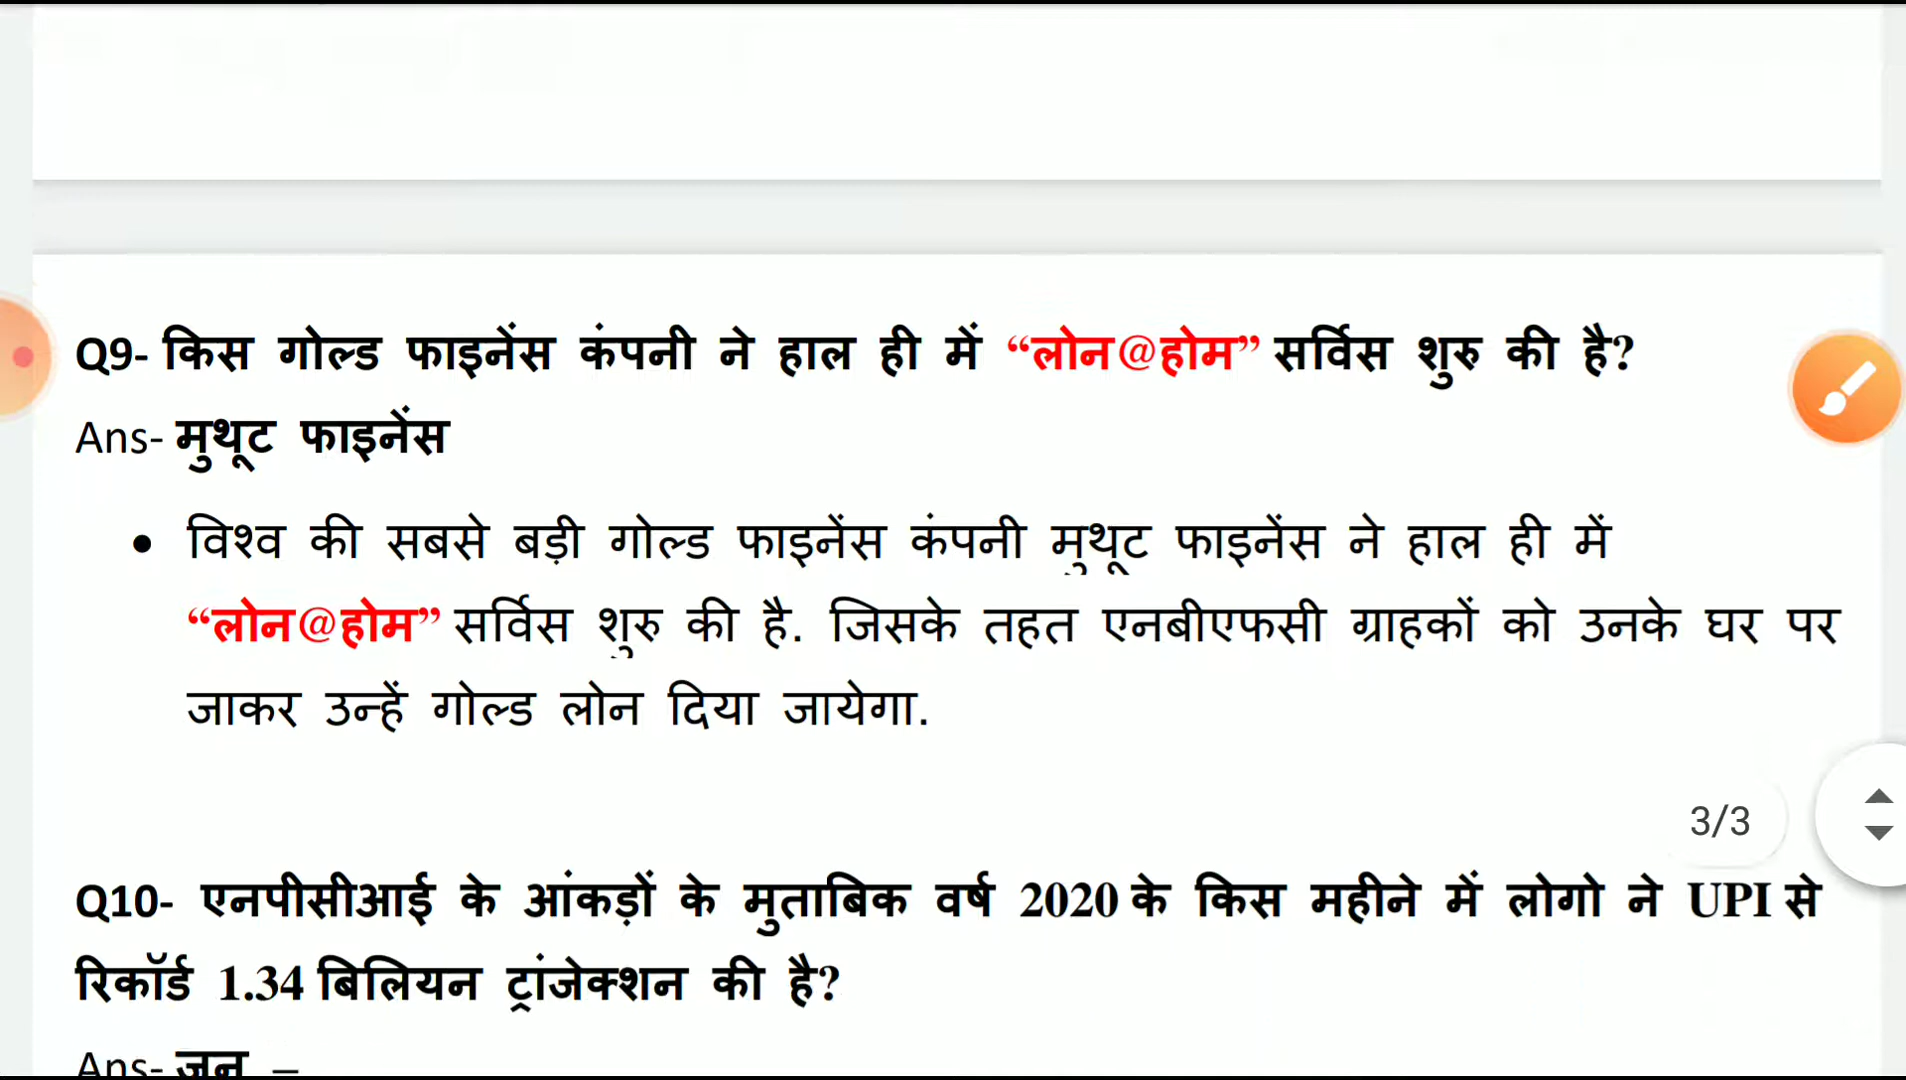 Q9- किस गोल्ड फाइनेंस कंपनी ने हाल ही में “लोन@होम” सर्विस शुरु की है?
Ans- मुथूट फाइनेंस
• विश्व की सबसे बड़ी गोल्ड फाइनेंस कंपनी मुथूट फाइनेंस ने हाल ही में
“लोन@होम” सर्विस शुरु की है. जिसके तहत एनबीएफसी ग्राहकों को उनके घर पर
जाकर उन्हें गोल्ड लोन दिया जायेगा.
3/3
Q10- एनपीसीआई के आंकड़ों के मुताबिक वर्ष 2020 के किस महीने में लोगो ने UPI से
रिकॉर्ड 1.34 बिलियन ट्रांजेक्शन की है?
Ans- जून –